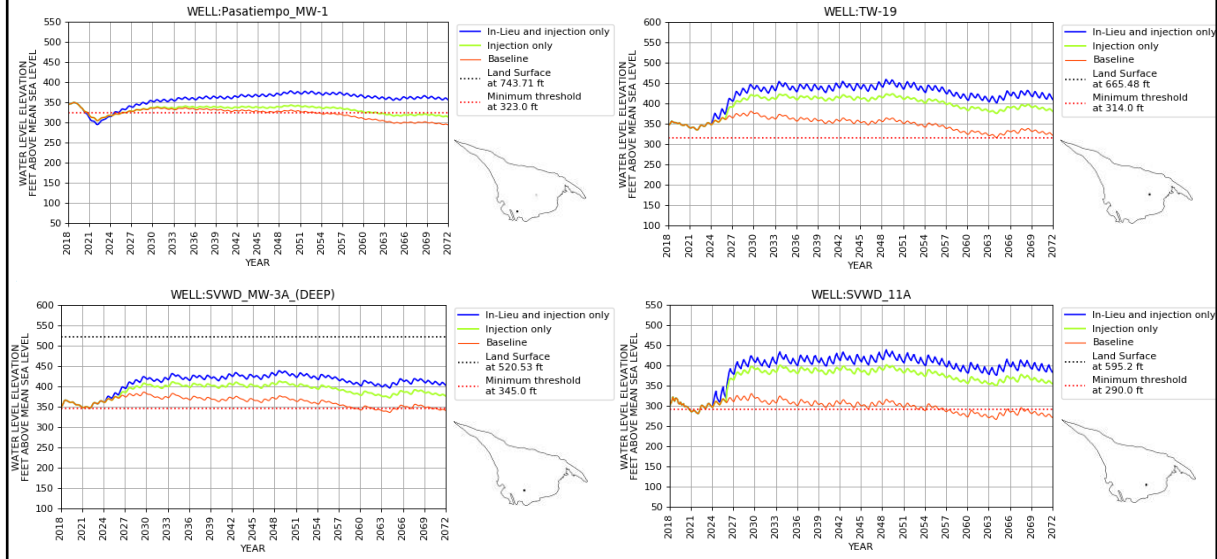 WELL:Pasatiempo_MW-1
WATER LEVEL ELEVATION
FEET ABOVE MEAN SEA LEVEL
550
500
450
400
350
300
250
200
150
100
50
2018 2021 2024 2027 2030 2033 2036 2039 2042 2045 2048 2051 2054 2057 2060 2063 2066 2069 2072
YEAR
In-Lieu and injection only
Injection only
Baseline
Land Surface
at 743.71 ft
Minimum threshold
at 323.0 ft
WELL:TW-19
WATER LEVEL ELEVATION
FEET ABOVE MEAN SEA LEVEL
600
550
500
450
400
350
300
250
200
150
100
2018 2021 2024 2027 2030 2033 2036 2039 2042 2045 2048 2051 2054 2057 2060 2063 2066 2069 2072
YEAR
In-Lieu and injection only
Injection only
Baseline
Land Surface
at 665.48 ft
Minimum threshold
at 314.0 ft
WELL:SVWD_MW-3A_(DEEP)
WATER LEVEL ELEVATION
FEET ABOVE MEAN SEA LEVEL
600
550
500
450
400
350
300
250
200
150
100
2018 2021 2024 2027 2030 2033 2036 2039 2042 2045 2048 2051 2054 2057 2060 2063 2066 2069 2072
YEAR
In-Lieu and injection only
Injection only
Baseline
Land Surface
at 520.53 ft
Minimum threshold
at 345.0 ft
WELL:SVWD_11A
WATER LEVEL ELEVATION
FEET ABOVE MEAN SEA LEVEL
550
500
450
400
350
300
250
200
150
100
50
2018 2021 2024 2027 2030 2033 2036 2039 2042 2045 2048 2051 2054 2057 2060 2063 2066 2069 2072
YEAR
In-Lieu and injection only
Injection only
Baseline
Land Surface
at 595.2 ft
Minimum threshold
at 290.0 ft